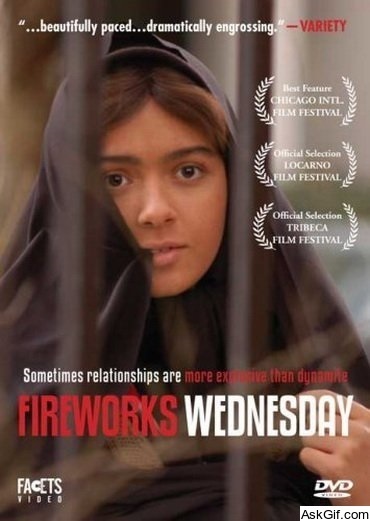 “...beautifully paced...dramatically engrossing.” — VARIETY
Best Feature
CHICAGO INTL.
FILM FESTIVAL
Official Selection
LOCARNO
FILM FESTIVAL
Official Selection
TRIBECA
FILM FESTIVAL
Sometimes relationships are more explosive than dynamite
FIREWORKS WEDNESDAY
FACETS
VIDEO
DVD
VIDEO
AskGif.com